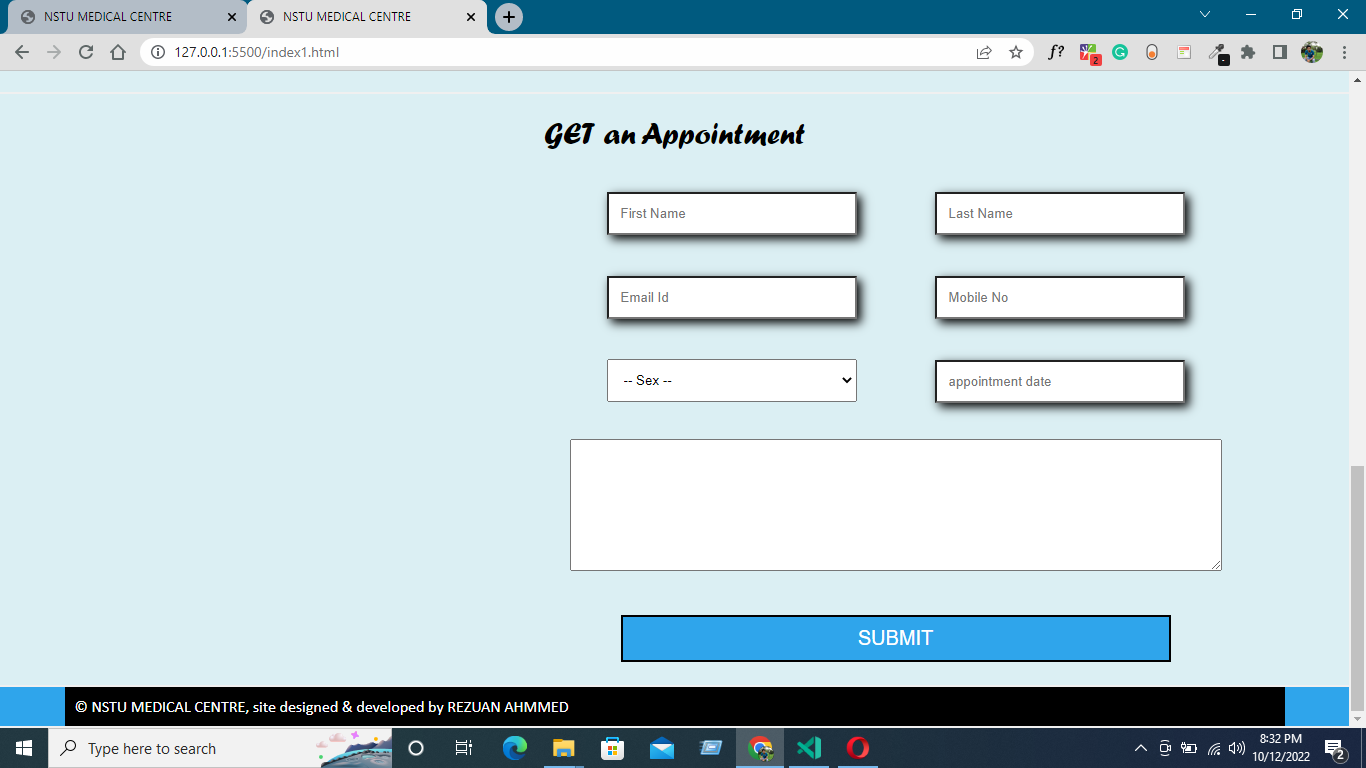 NSTU MEDICAL CENTRE
NSTU MEDICAL CENTRE
127.0.0.1:5500/index1.html
f?
2
GET an Appointment
First Name
Last Name
Email Id
Mobile No
-- Sex --
appointment date
SUBMIT
© NSTU MEDICAL CENTRE, site designed & developed by REZUAN AHMMED
Type here to search
8:32 PM
10/12/2022
2